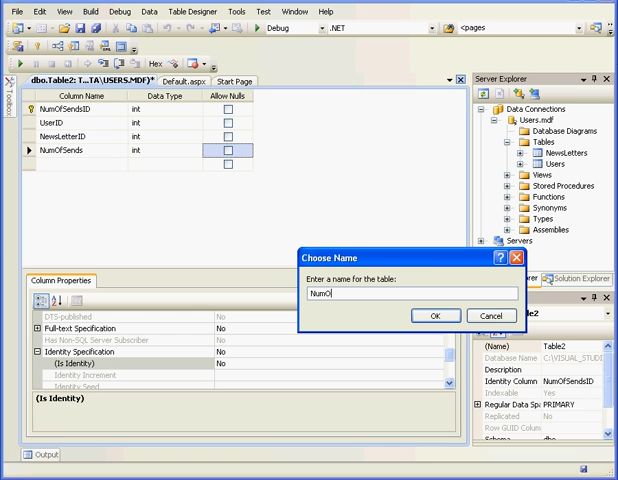 File Edit View Build Debug Data Table Designer Tools Test Window Help
Debug .NET <pages
Hex
dbo.Table2: T...TA\USERS.MDF)* Default.aspx Start Page
Toolbox
Column Name Data Type Allow Nulls
NumOfSendsID int
UserID int
NewsLetterID int
NumOfSends int
Server Explorer
Data Connections
Users.mdf
Database Diagrams
Tables
NewsLetters
Users
Views
Stored Procedures
Functions
Synonyms
Types
Assemblies
Servers
Solution Explorer
Choose Name
Enter a name for the table:
NumO
OK Cancel
Column Properties
DTS-published No
Full-text Specification No
Has Non-SQL Server Subscriber No
Identity Specification No
(Is Identity) No
Identity Increment
Identity Seed
(Is Identity)
(Name) Table2
Database Name C:\VISUAL_STUDI
Description
Identity Column NumOfSendsID
Indexable Yes
Regular Data Spa PRIMARY
Replicated No
Row GUID Colum
Schema dbo
Output